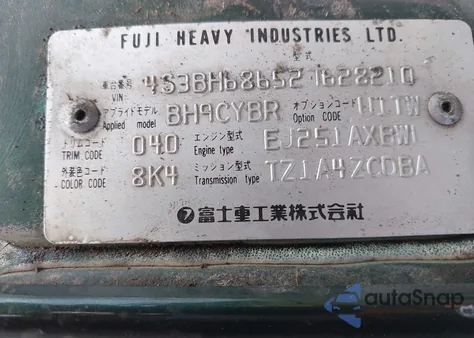 FUJI HEAVY INDUSTRIES LTD.
型式
車台番号 VIN 4S3BH686527628210
アプライドモデル Applied model BH9CYBR オプションコード Option Code
トリムコード TRIM CODE 040 エンジン型式 Engine type EJ251AXBWI
外装色コード COLOR CODE 8K4 ミッション型式 Transmission type TZ1A4ZCDBA
富士重工業株式会社
autoSnap